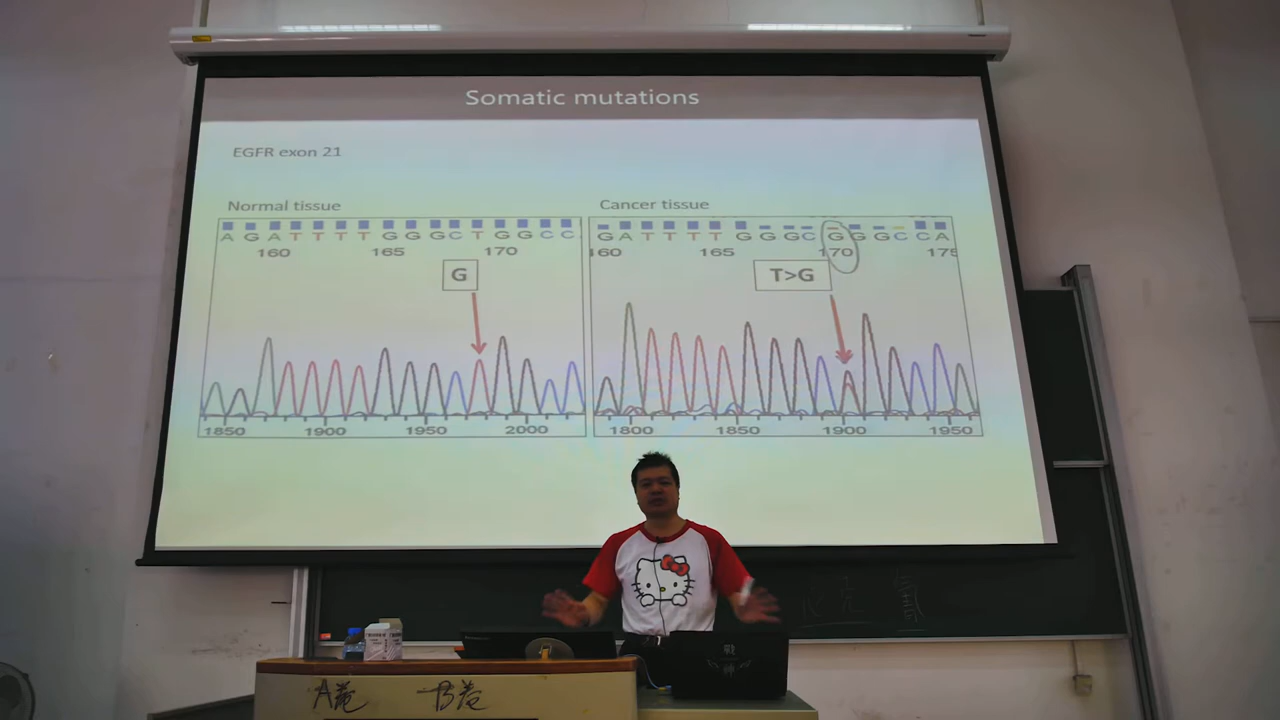 Somatic mutations
EGFR exon 21
Normal tissue
A G A T T T T G G G C T G G C C
160 165 170
G
1850 1900 1950 2000
Cancer tissue
G A T T T T G G G C G G G C C A
160 165 170 175
T>G
1800 1850 1900 1950
A卷 B卷